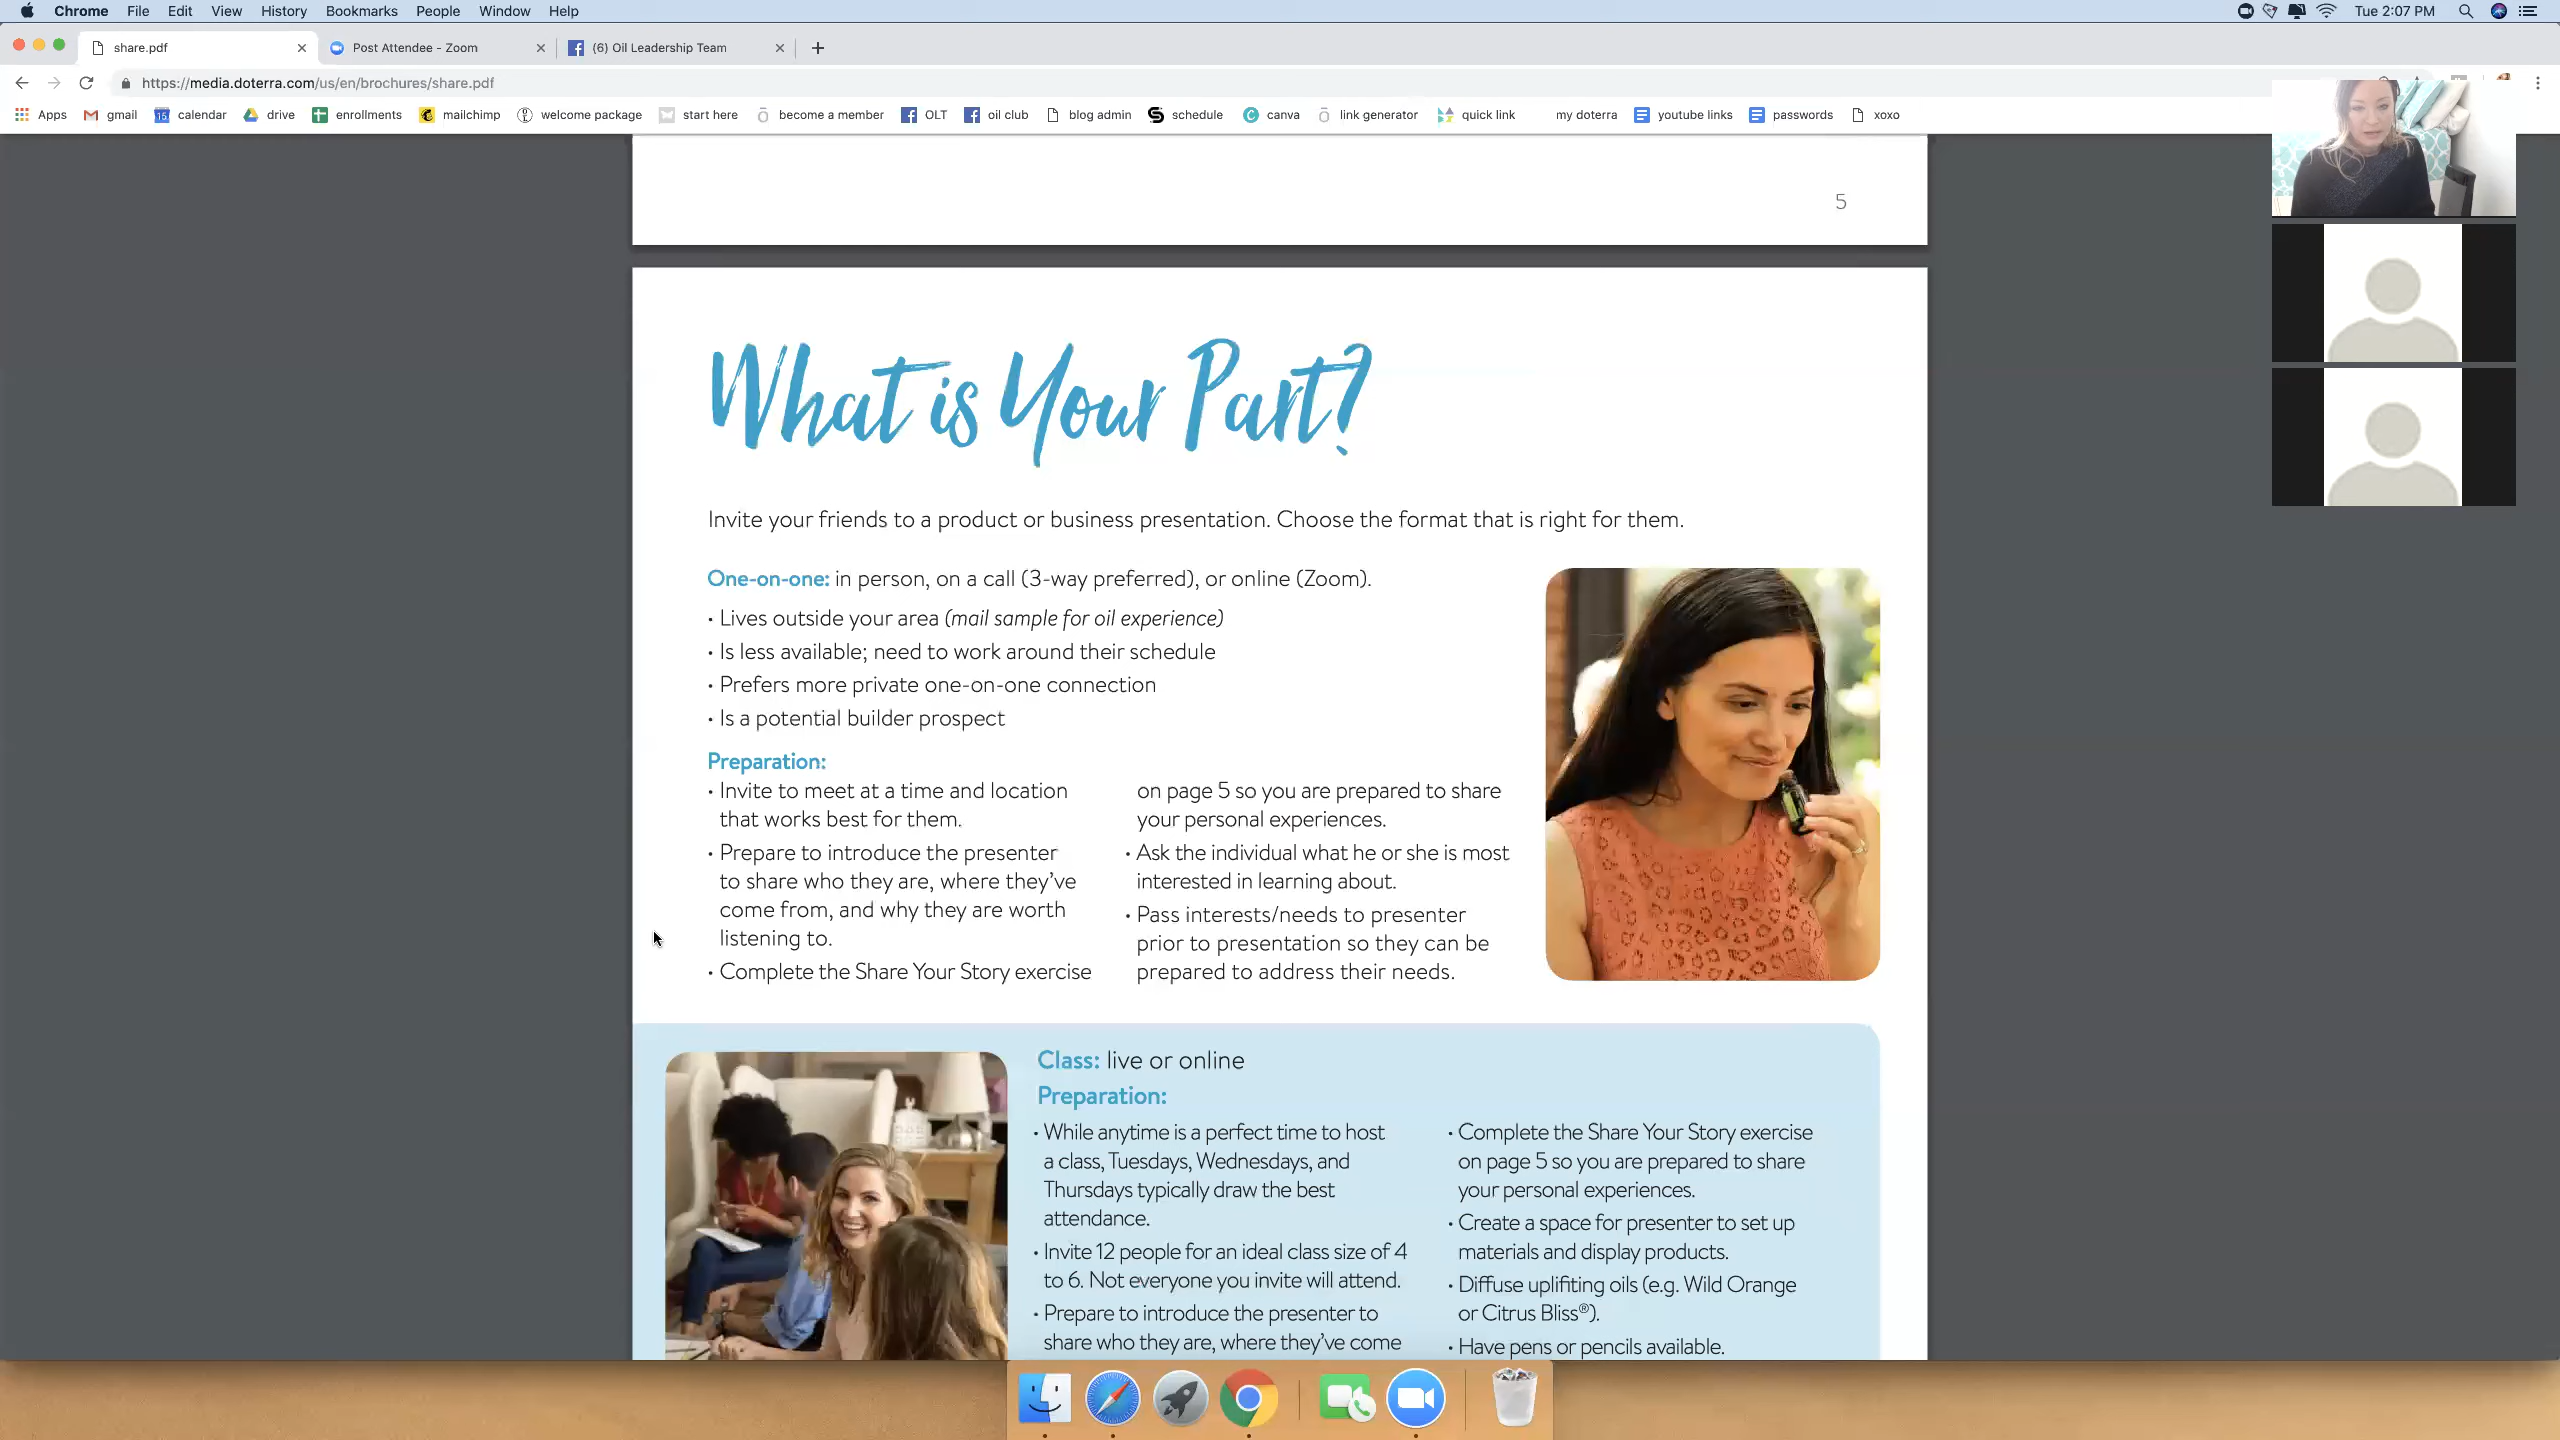 Chrome File Edit View History Bookmarks People Window Help
Tue 2:07 PM
share.pdf
Post Attendee - Zoom
(6) Oil Leadership Team
https://media.doterra.com/us/en/brochures/share.pdf
Apps gmail calendar drive enrollments mailchimp welcome package start here become a member OLT oil club blog admin schedule canva link generator quick link my doterra youtube links passwords xoxo
5
What is Your Part?
Invite your friends to a product or business presentation. Choose the format that is right for them.
One-on-one: in person, on a call (3-way preferred), or online (Zoom).
• Lives outside your area (mail sample for oil experience)
• Is less available; need to work around their schedule
• Prefers more private one-on-one connection
• Is a potential builder prospect
Preparation:
• Invite to meet at a time and location
that works best for them.
• Prepare to introduce the presenter
to share who they are, where they've
come from, and why they are worth
listening to.
• Complete the Share Your Story exercise
on page 5 so you are prepared to share
your personal experiences.
• Ask the individual what he or she is most
interested in learning about.
• Pass interests/needs to presenter
prior to presentation so they can be
prepared to address their needs.
Class: live or online
Preparation:
• While anytime is a perfect time to host
a class, Tuesdays, Wednesdays, and
Thursdays typically draw the best
attendance.
• Invite 12 people for an ideal class size of 4
to 6. Not everyone you invite will attend.
• Prepare to introduce the presenter to
share who they are, where they've come
• Complete the Share Your Story exercise
on page 5 so you are prepared to share
your personal experiences.
• Create a space for presenter to set up
materials and display products.
• Diffuse uplifiting oils (e.g. Wild Orange
or Citrus Bliss®).
• Have pens or pencils available.